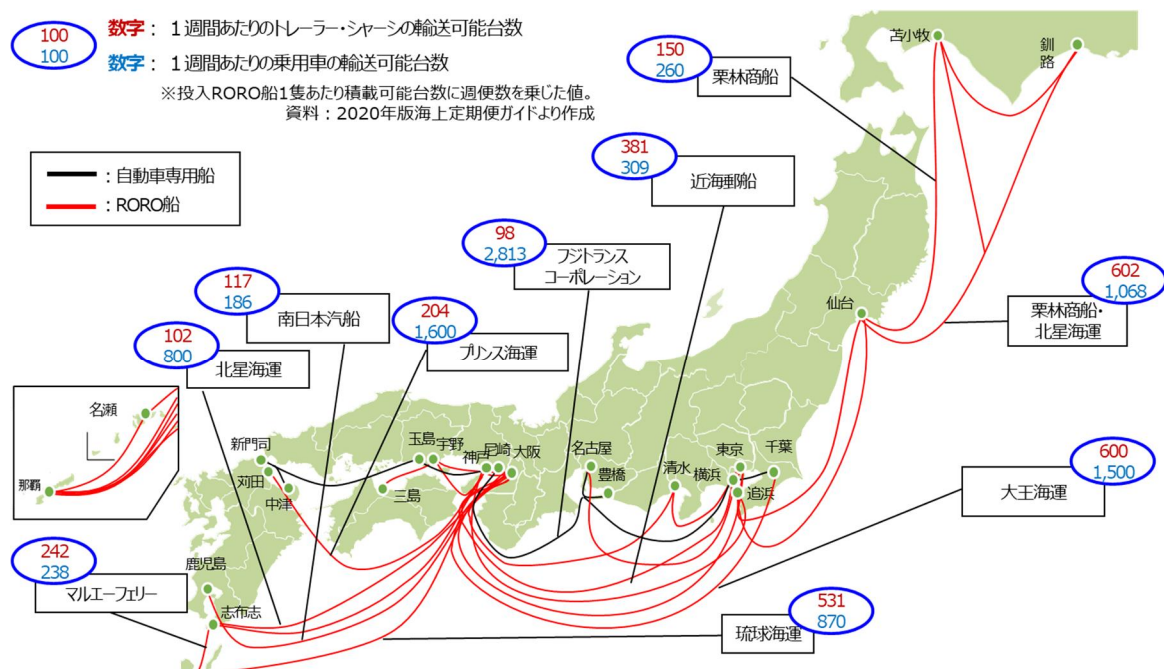 100
100
数字： １週間あたりのトレーラー・シャーシの輸送可能台数
数字： １週間あたりの乗用車の輸送可能台数
※投入RORO船1隻あたり積載可能台数に週便数を乗じた値。
資料：2020年版海上定期便ガイドより作成
：自動車専用船
：RORO船
150
260
栗林商船
苫小牧
釧路
381
309
近海郵船
98
2,813
フジトランス
コーポレーション
117
186
南日本汽船
204
1,600
プリンス海運
102
800
北星海運
仙台
602
1,068
栗林商船・
北星海運
名瀬
那覇
新門司
苅田
中津
玉島
宇野
三島
神戸
尼崎
大阪
名古屋
豊橋
清水
横浜
東京
千葉
追浜
600
1,500
大王海運
242
238
マルエーフェリー
鹿児島
志布志
531
870
琉球海運